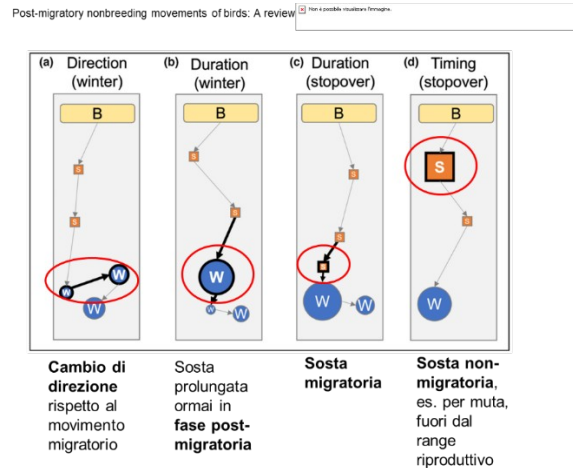 Post-migratory nonbreeding movements of birds: A review
Non è possibile visualizzare l'immagine.
(a) Direction (winter)
(b) Duration (winter)
(c) Duration (stopover)
(d) Timing (stopover)
B
S
S
W
W
W
B
S
S
W
W
W
B
S
S
W
W
B
S
S
W
Cambio di
direzione
rispetto al
movimento
migratorio
Sosta
prolungata
ormai in
fase post-
migratoria
Sosta
migratoria
Sosta non-
migratoria,
es. per muta,
fuori dal
range
riproduttivo